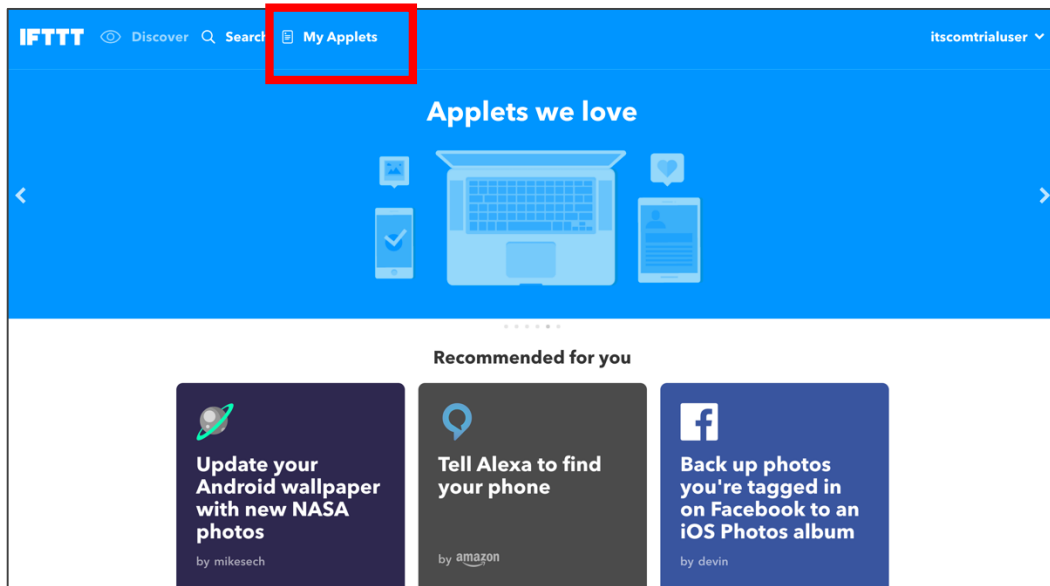 IFTTT Discover Search My Applets itscomtrialuser
Applets we love
Recommended for you
Update your
Android wallpaper
with new NASA
photos
by mikesech
Tell Alexa to find
your phone
by amazon
Back up photos
you're tagged in
on Facebook to an
iOS Photos album
by devin